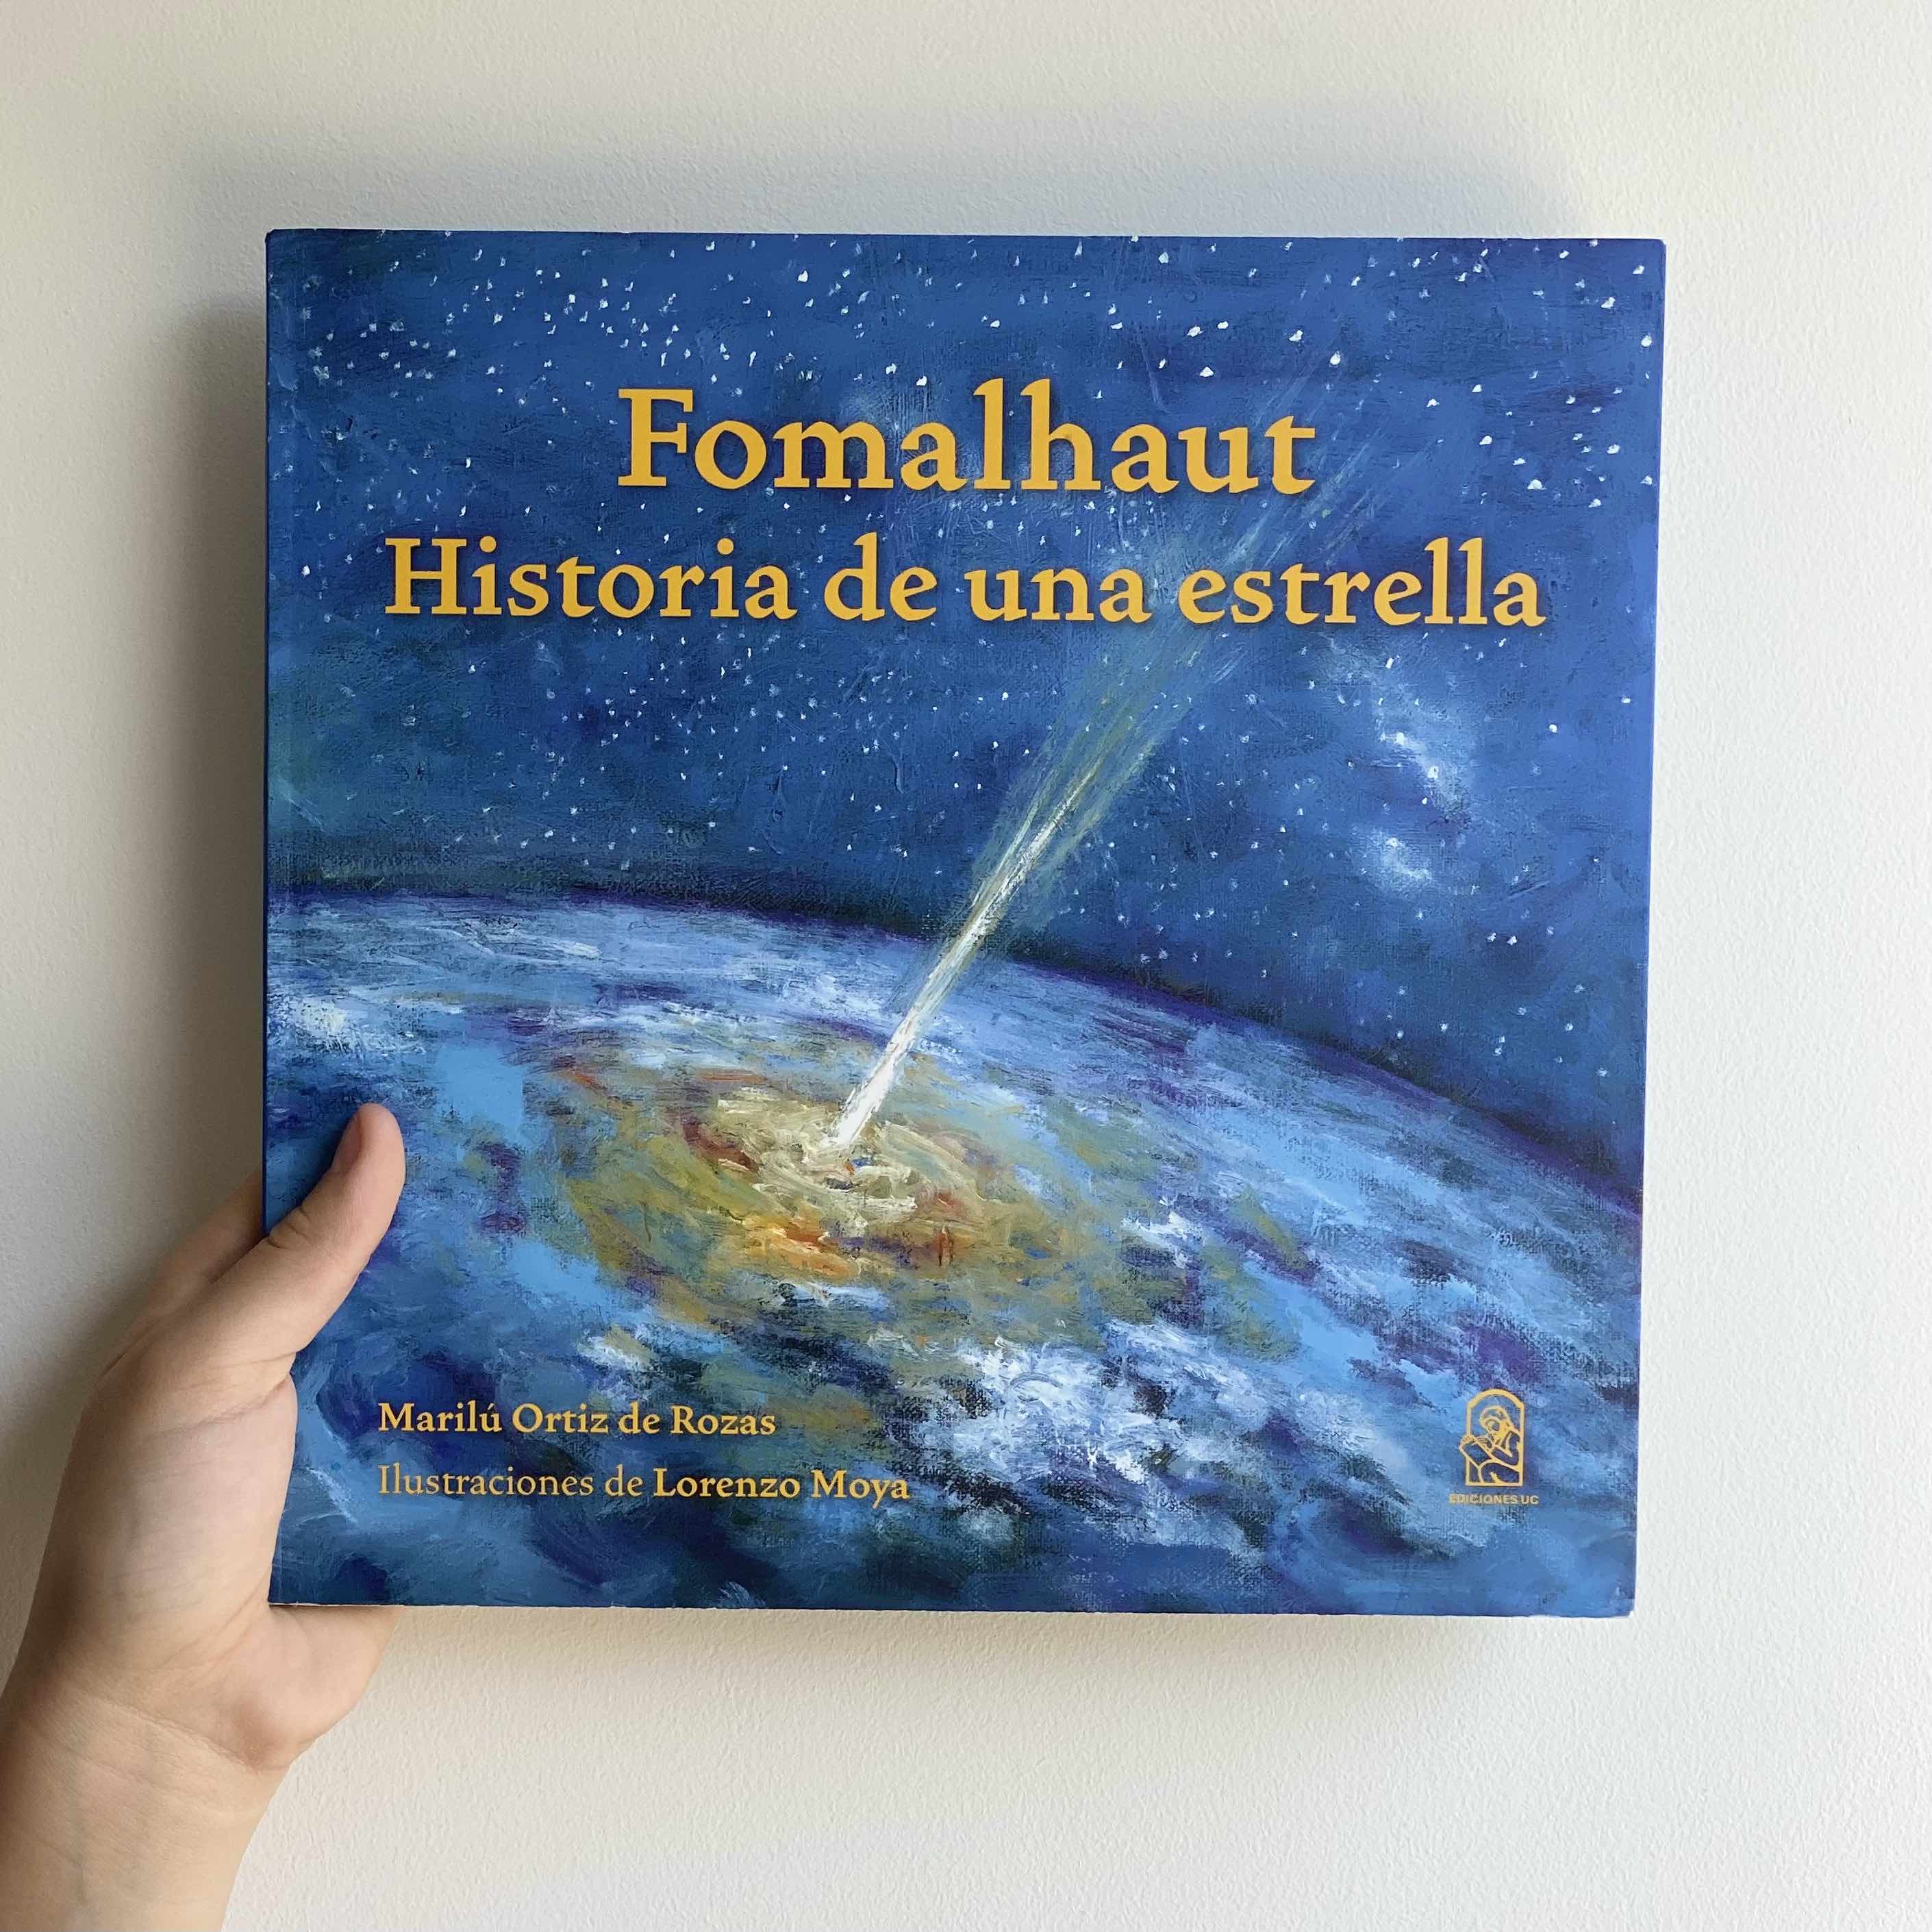 Fomalhaut
Historia de una estrella
Marilú Ortiz de Rozas
Ilustraciones de Lorenzo Moya
EDICIONES UC